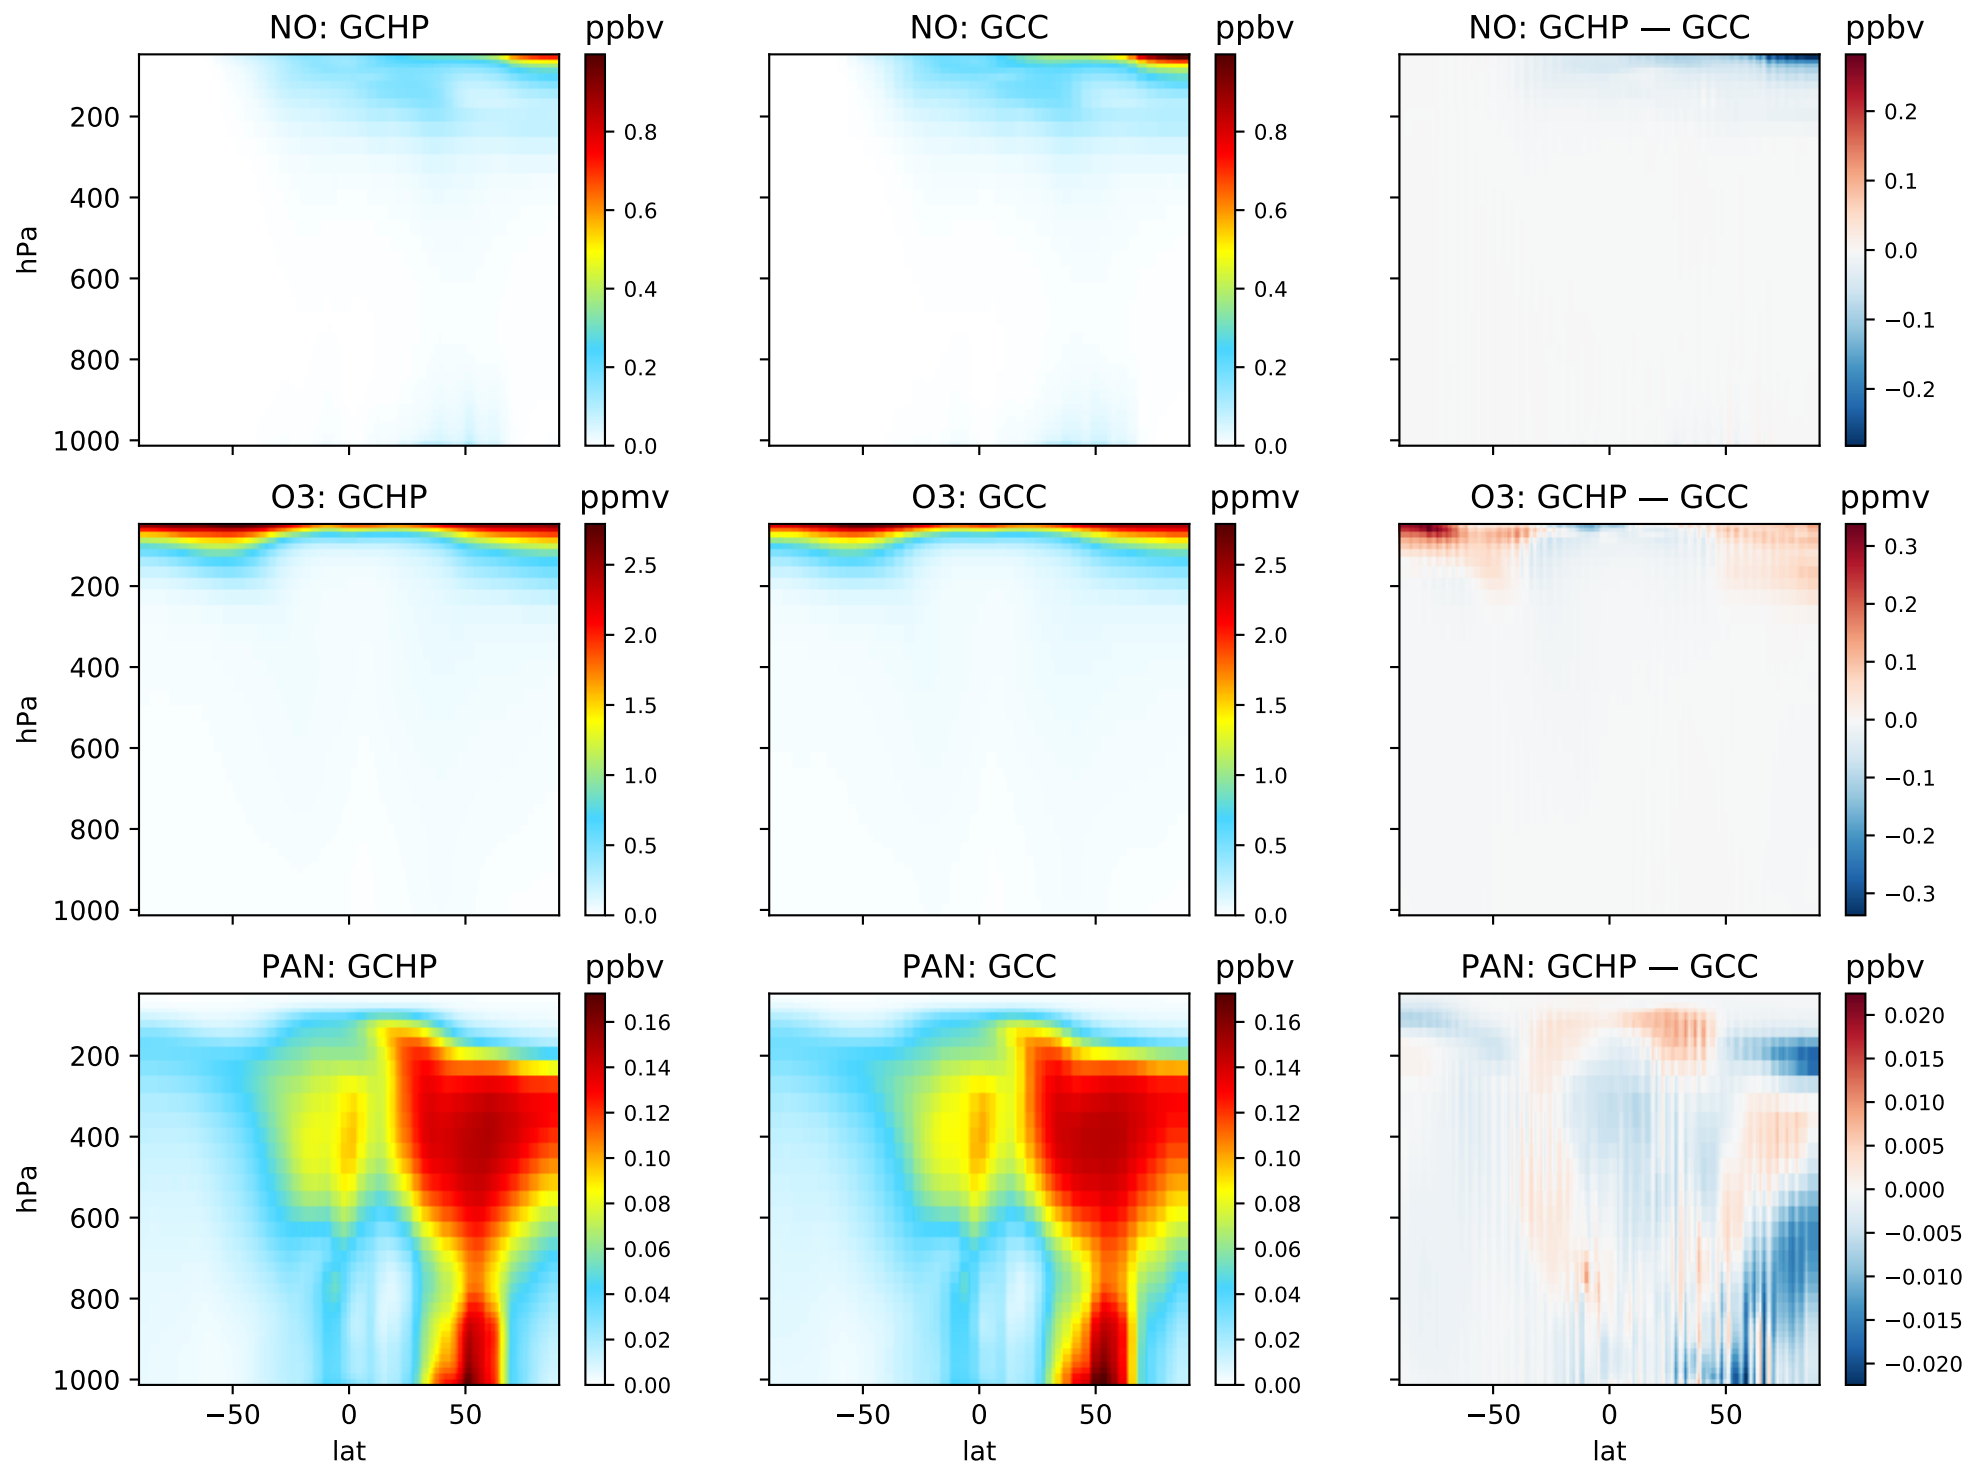 NO: GCHP
ppbv
NO: GCC
ppbv
NO: GCHP — GCC
ppbv
hPa
200
400
600
800
1000
0.8
0.6
0.4
0.2
0.0
0.8
0.6
0.4
0.2
0.0
0.2
0.1
0.0
−0.1
−0.2
O3: GCHP
ppmv
O3: GCC
ppmv
O3: GCHP — GCC
ppmv
hPa
200
400
600
800
1000
2.5
2.0
1.5
1.0
0.5
0.0
2.5
2.0
1.5
1.0
0.5
0.0
0.3
0.2
0.1
0.0
−0.1
−0.2
−0.3
PAN: GCHP
ppbv
PAN: GCC
ppbv
PAN: GCHP — GCC
ppbv
hPa
200
400
600
800
1000
0.16
0.14
0.12
0.10
0.08
0.06
0.04
0.02
0.00
0.16
0.14
0.12
0.10
0.08
0.06
0.04
0.02
0.00
0.020
0.015
0.010
0.005
0.000
−0.005
−0.010
−0.015
−0.020
−50 0 50
lat
−50 0 50
lat
−50 0 50
lat